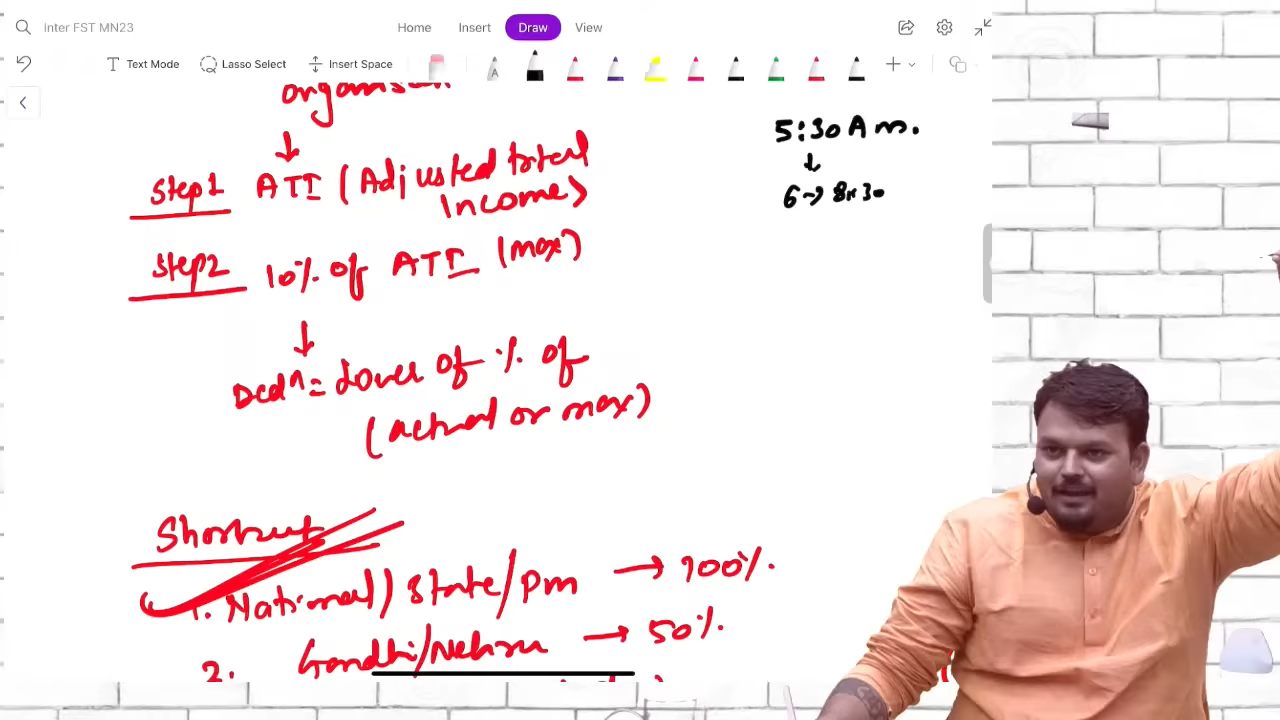 inter FST MN23
Home Insert Draw View
Text Mode Lasso Select Insert Space
5:30 Am.
6 → 8:30
Step1 ATI (Adjusted total
Income)
Step2 10% of ATI (max)
Dedn = Lower of % of
(actual or max)
Shortcut
1. National) State/Pm → 100%.
2. Gandhi/Nehru → 50%.